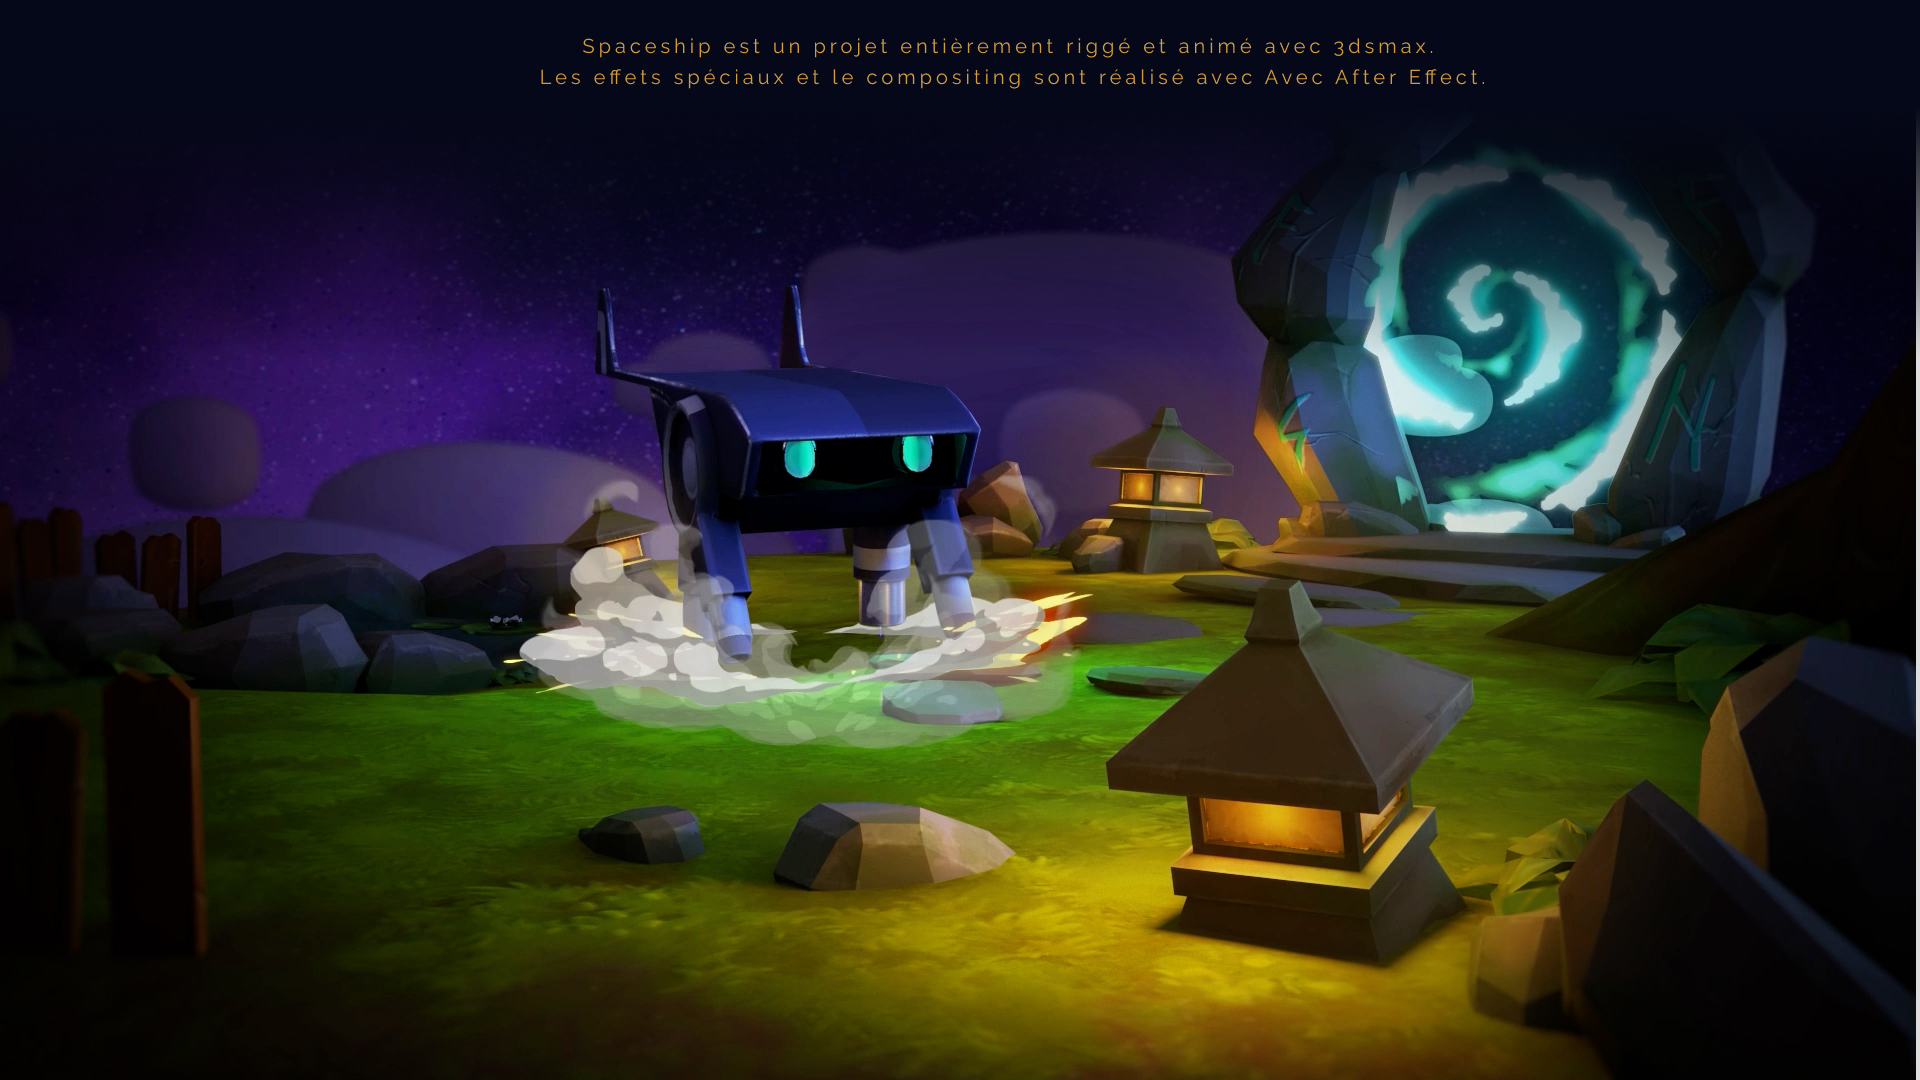 Spaceship est un projet entièrement riggé et animé avec 3dsmax.
Les effets spéciaux et le compositing sont réalisé avec Avec After Effect.